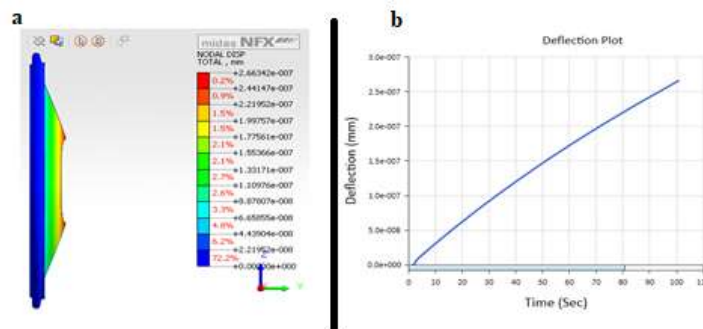 a
midas NFX
NODAL DISP
TOTAL , mm
+2.66342e-007
0.2%
+2.44147e-007
0.9%
+2.21952e-007
1.5%
+1.99757e-007
1.5%
+1.77561e-007
2.1%
+1.55366e-007
2.1%
+1.33171e-007
2.7%
+1.10976e-007
2.6%
+8.87807e-008
3.3%
+6.65855e-008
4.8%
+4.43904e-008
6.2%
+2.21952e-008
72.2%
+0.00000e+000
Z
Y
b
Deflection Plot
Deflection (mm)
3.0e-007
2.5e-007
2.0e-007
1.5e-007
1.0e-007
5.0e-008
0.0e+000
0 10 20 30 40 50 60 70 80 90 100 110
Time (Sec)